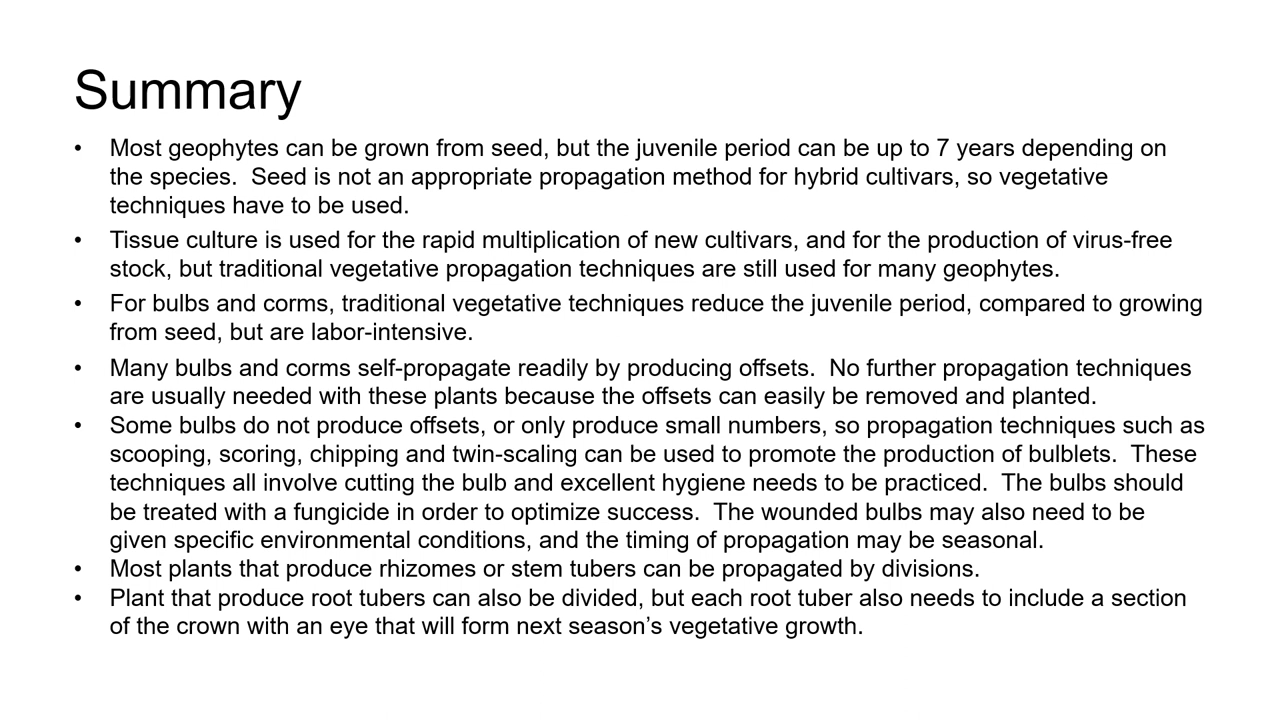 Summary
• Most geophytes can be grown from seed, but the juvenile period can be up to 7 years depending on
the species.  Seed is not an appropriate propagation method for hybrid cultivars, so vegetative
techniques have to be used.
• Tissue culture is used for the rapid multiplication of new cultivars, and for the production of virus-free
stock, but traditional vegetative propagation techniques are still used for many geophytes.
• For bulbs and corms, traditional vegetative techniques reduce the juvenile period, compared to growing
from seed, but are labor-intensive.
• Many bulbs and corms self-propagate readily by producing offsets.  No further propagation techniques
are usually needed with these plants because the offsets can easily be removed and planted.
• Some bulbs do not produce offsets, or only produce small numbers, so propagation techniques such as
scooping, scoring, chipping and twin-scaling can be used to promote the production of bulblets.  These
techniques all involve cutting the bulb and excellent hygiene needs to be practiced.  The bulbs should
be treated with a fungicide in order to optimize success.  The wounded bulbs may also need to be
given specific environmental conditions, and the timing of propagation may be seasonal.
• Most plants that produce rhizomes or stem tubers can be propagated by divisions.
• Plant that produce root tubers can also be divided, but each root tuber also needs to include a section
of the crown with an eye that will form next season’s vegetative growth.